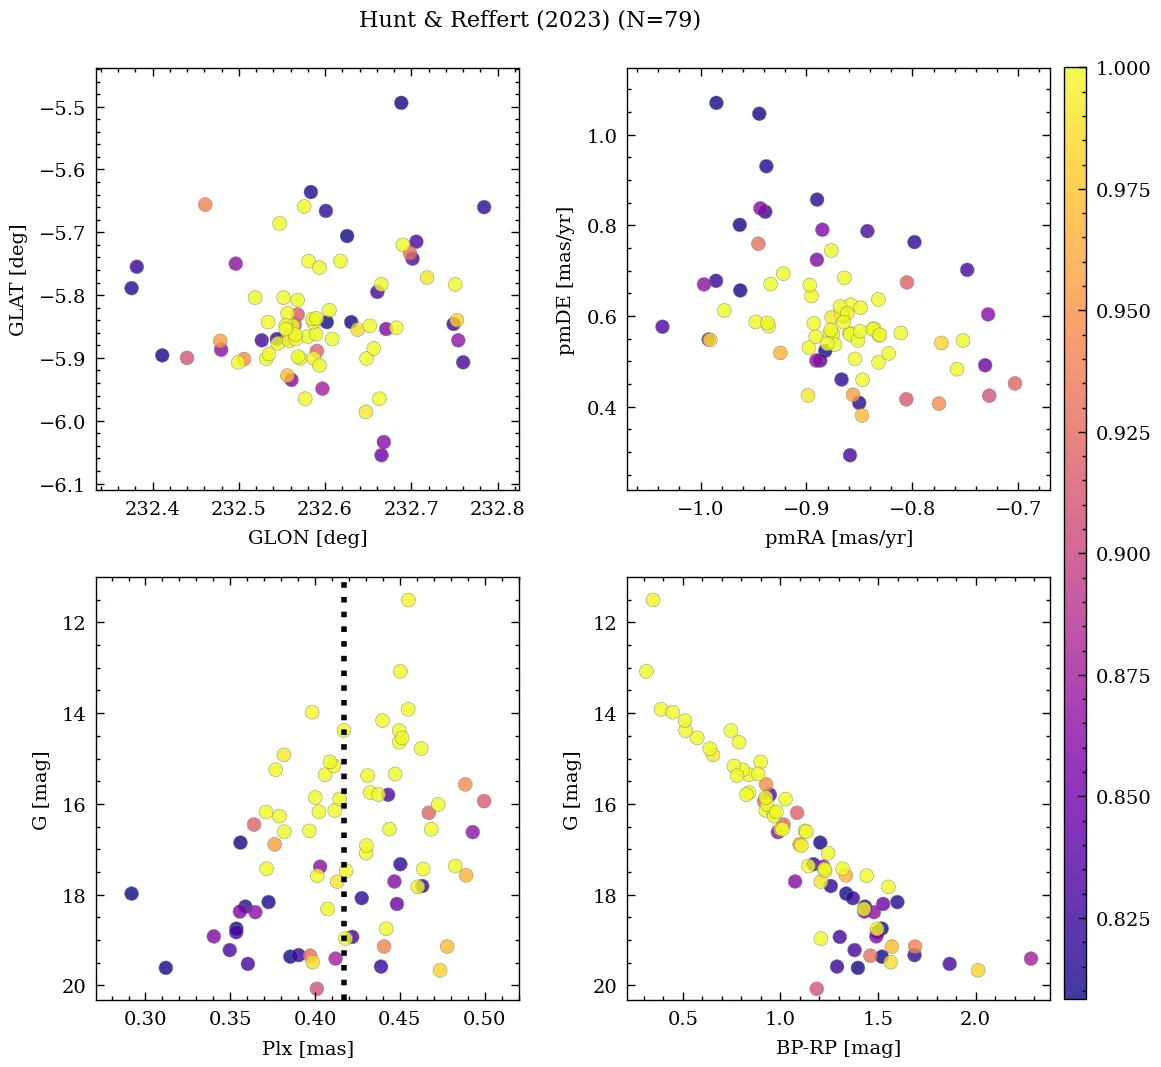 Hunt & Reffert (2023) (N=79)
−5.5
−5.6
−5.7
−5.8
−5.9
−6.0
−6.1
GLAT [deg]
232.4 232.5 232.6 232.7 232.8
GLON [deg]
1.0
0.8
0.6
0.4
pmDE [mas/yr]
−1.0 −0.9 −0.8 −0.7
pmRA [mas/yr]
1.000
0.975
0.950
0.925
0.900
0.875
0.850
0.825
12
14
16
18
20
G [mag]
0.30 0.35 0.40 0.45 0.50
Plx [mas]
12
14
16
18
20
G [mag]
0.5 1.0 1.5 2.0
BP-RP [mag]